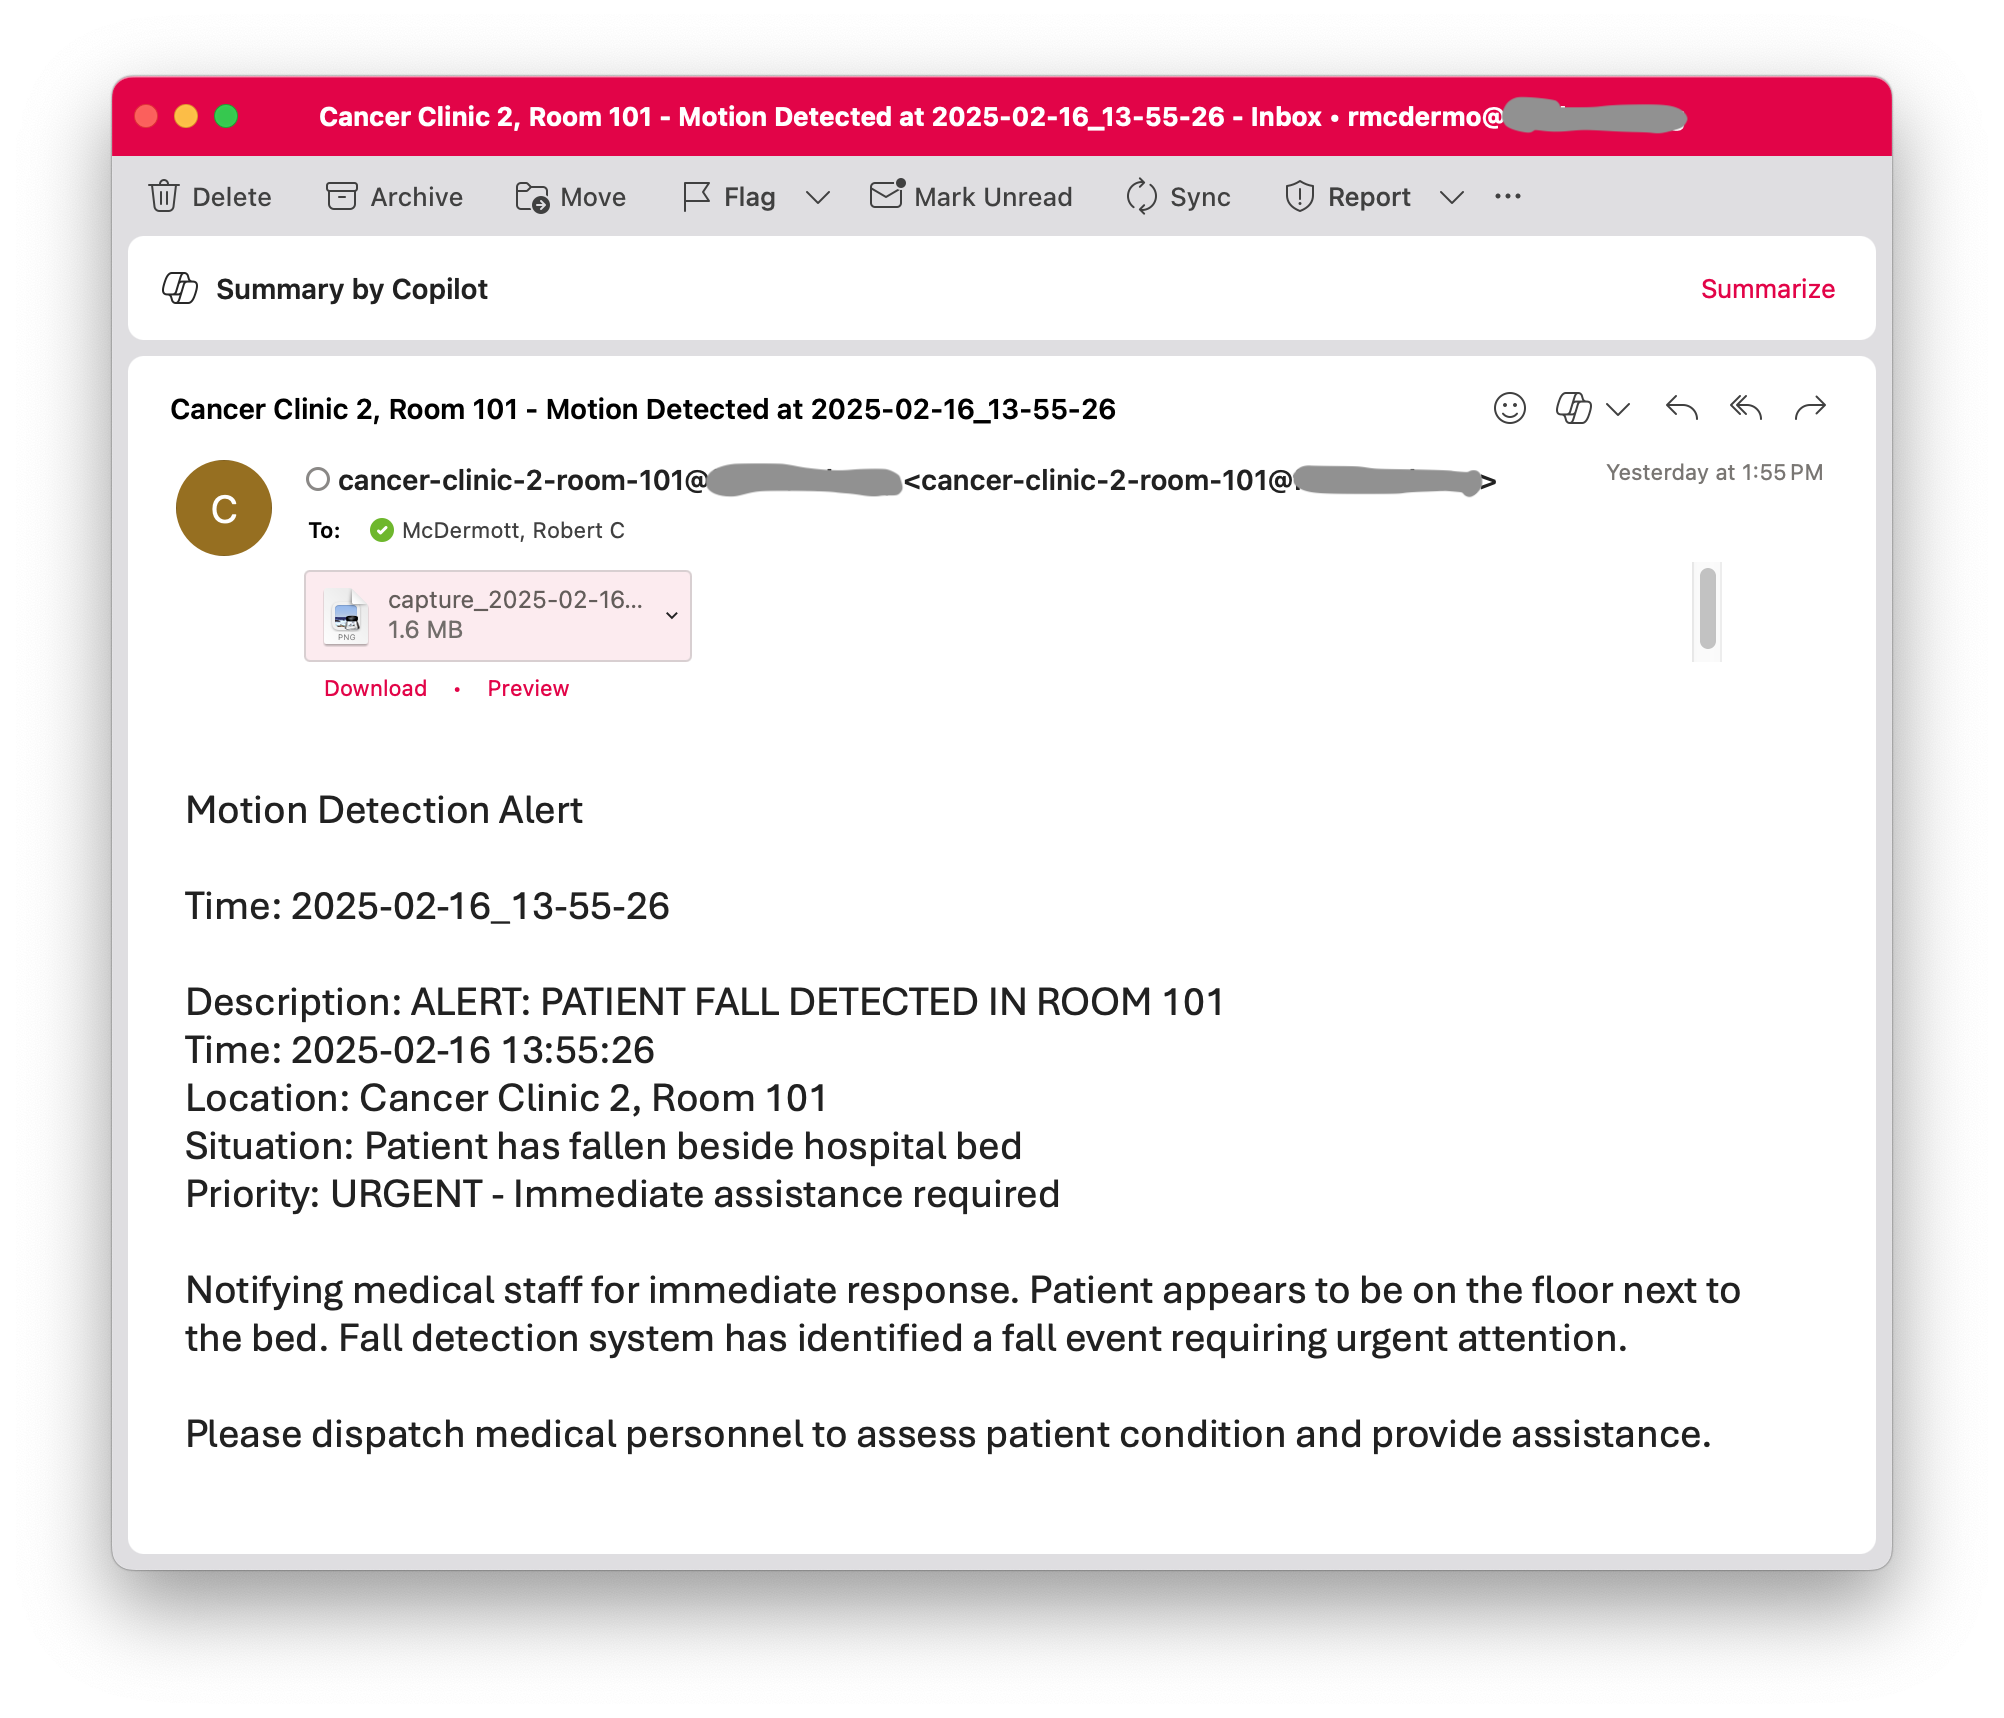 Cancer Clinic 2, Room 101 - Motion Detected at 2025-02-16_13-55-26 - Inbox • rmcdermo@
Delete Archive Move Flag Mark Unread Sync Report ...
Summary by Copilot Summarize
Cancer Clinic 2, Room 101 - Motion Detected at 2025-02-16_13-55-26
C
cancer-clinic-2-room-101@ <cancer-clinic-2-room-101@ >
Yesterday at 1:55 PM
To: McDermott, Robert C
capture_2025-02-16...
PNG
1.6 MB
Download • Preview
Motion Detection Alert
Time: 2025-02-16_13-55-26
Description: ALERT: PATIENT FALL DETECTED IN ROOM 101
Time: 2025-02-16 13:55:26
Location: Cancer Clinic 2, Room 101
Situation: Patient has fallen beside hospital bed
Priority: URGENT - Immediate assistance required
Notifying medical staff for immediate response. Patient appears to be on the floor next to
the bed. Fall detection system has identified a fall event requiring urgent attention.
Please dispatch medical personnel to assess patient condition and provide assistance.